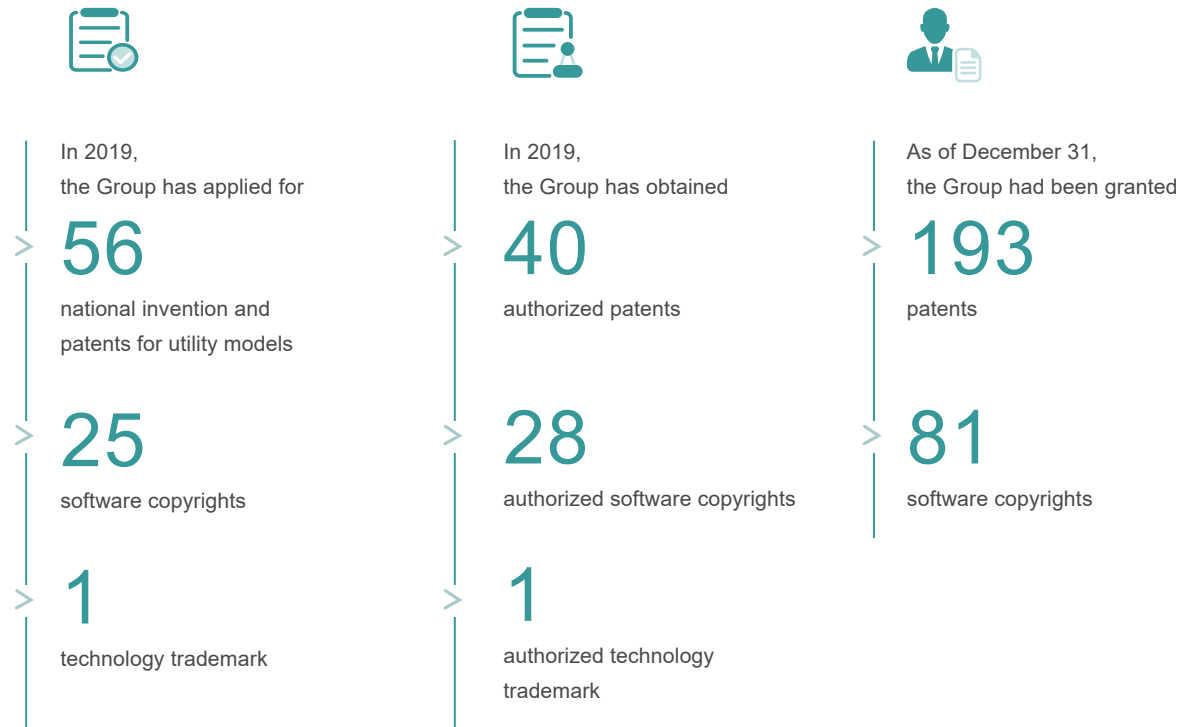 In 2019,
the Group has applied for
56
national invention and
patents for utility models
25
software copyrights
1
technology trademark
In 2019,
the Group has obtained
40
authorized patents
28
authorized software copyrights
1
authorized technology
trademark
As of December 31,
the Group had been granted
193
patents
81
software copyrights